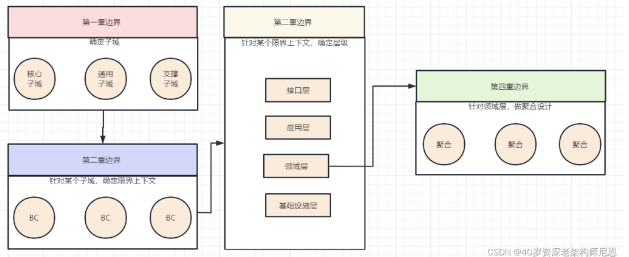 第一重边界
确定子域
核心
子域
通用
子域
支撑
子域
第二重边界
针对某个子域，确定限界上下文
BC
BC
BC
第二重边界
针对某个限界上下文，确定层级
接口层
应用层
领域层
基础设施层
第四重边界
针对领域层，做聚合设计
聚合
聚合
聚合
CSDN @40岁资深老架构师尼恩